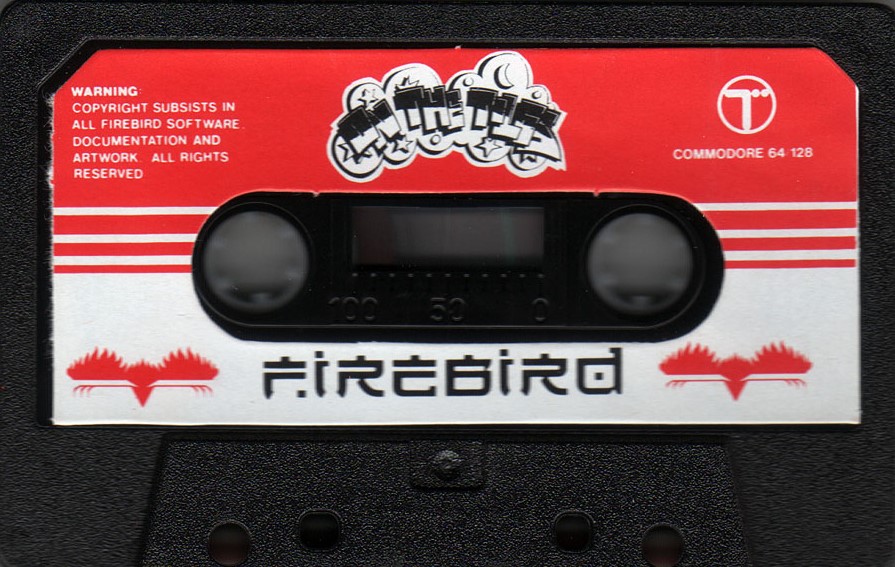 WARNING:
COPYRIGHT SUBSISTS IN
ALL FIREBIRD SOFTWARE.
DOCUMENTATION AND
ARTWORK. ALL RIGHTS
RESERVED
ON THE TILES
T
COMMODORE 64/128
100 50 0
FIREBIRD